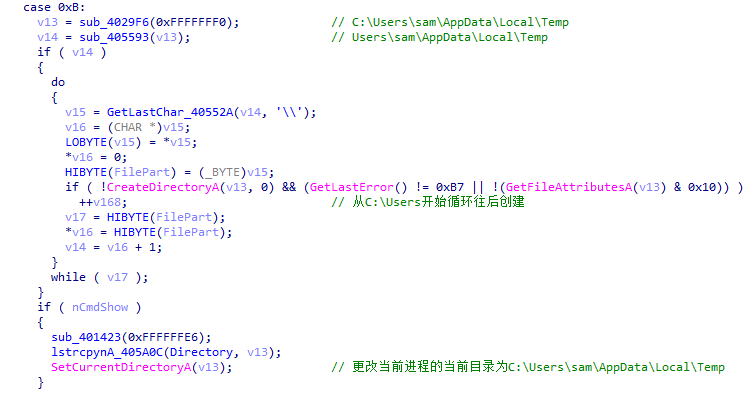 case 0xB:
v13 = sub_4029F6(0xFFFFFFF0); // C:\Users\sam\AppData\Local\Temp
v14 = sub_405593(v13); // Users\sam\AppData\Local\Temp
if ( v14 )
{
do
{
v15 = GetLastChar_40552A(v14, '\\');
v16 = (CHAR *)v15;
LOBYTE(v15) = *v15;
*v16 = 0;
HIBYTE(FilePart) = (_BYTE)v15;
if ( !CreateDirectoryA(v13, 0) && (GetLastError() != 0xB7 || !(GetFileAttributesA(v13) & 0x10)) )
++v168; // 从C:\Users开始循环往后创建
v17 = HIBYTE(FilePart);
*v16 = HIBYTE(FilePart);
v14 = v16 + 1;
}
while ( v17 );
}
if ( nCmdShow )
{
sub_401423(0xFFFFFFE6);
lstrcpynA_405A0C(Directory, v13);
SetCurrentDirectoryA(v13); // 更改当前进程的当前目录为C:\Users\sam\AppData\Local\Temp
}